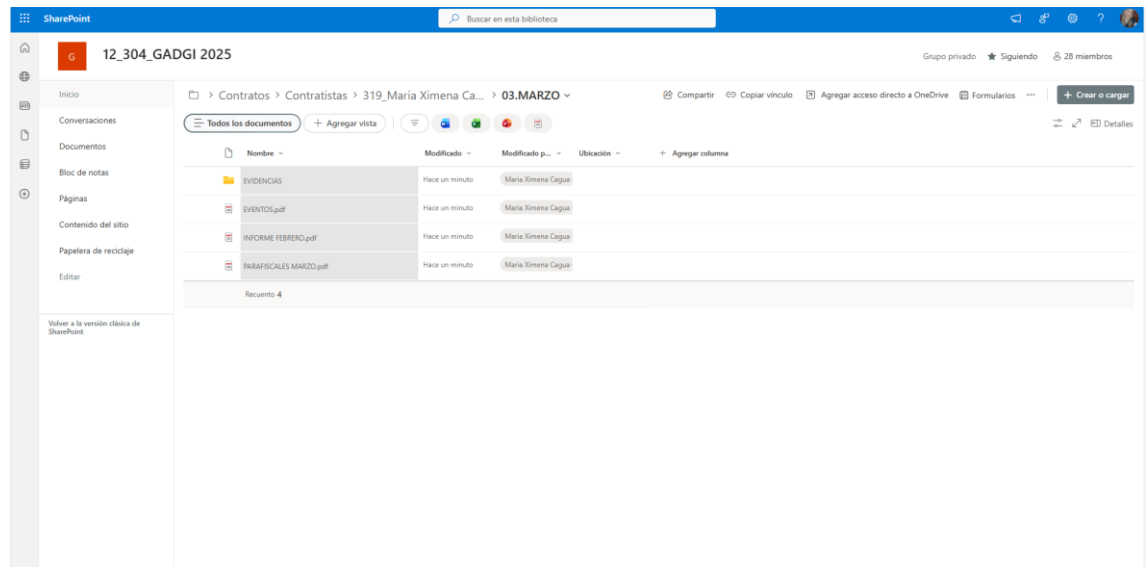 SharePoint
Buscar en esta biblioteca
?
G
12_304_GADGI 2025
Grupo privado
Siguiendo
28 miembros
Inicio
Conversaciones
Documentos
Bloc de notas
Páginas
Contenido del sitio
Papelera de reciclaje
Editar
Volver a la versión clásica de
SharePoint
> Contratos > Contratistas > 319_Maria Ximena Ca... > 03.MARZO
Compartir
Copiar vínculo
Agregar acceso directo a OneDrive
Formularios
...
+ Crear o cargar
Todos los documentos
+ Agregar vista
Detalles
Nombre
Modificado
Modificado p...
Ubicación
+ Agregar columna
EVIDENCIAS
Hace un minuto
Maria Ximena Cagua
EVENTOS.pdf
Hace un minuto
Maria Ximena Cagua
INFORME FEBRERO.pdf
Hace un minuto
Maria Ximena Cagua
PARAFISCALES MARZO.pdf
Hace un minuto
Maria Ximena Cagua
Recuento 4